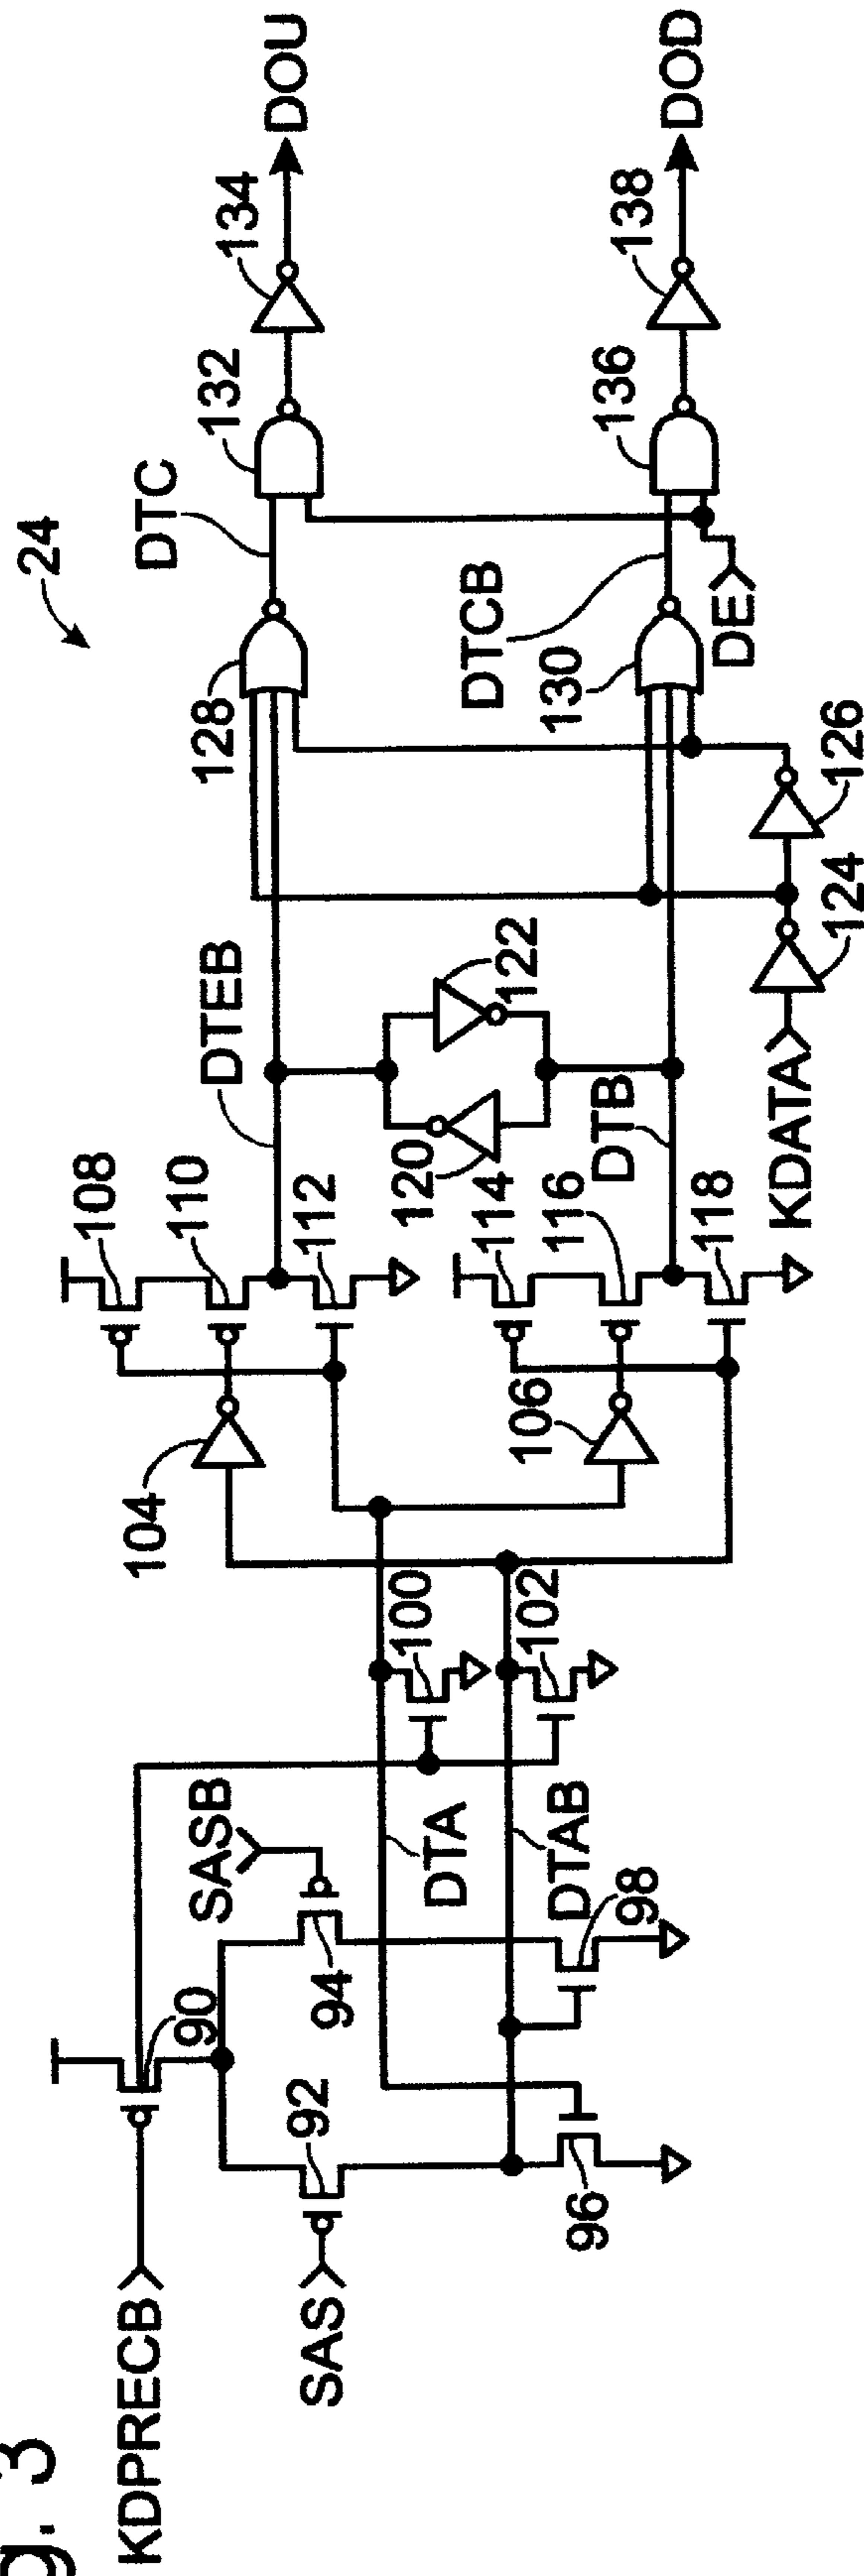 g. 3
24
KDPRECB
90
SAS
92
94
SASB
96
98
DTA
DTAB
100
102
104
106
108
110
112
114
116
118
DTEB
DTB
120
122
KDATA
124
126
128
130
DTC
DTCB
DE
132
134
136
138
DOU
DOD